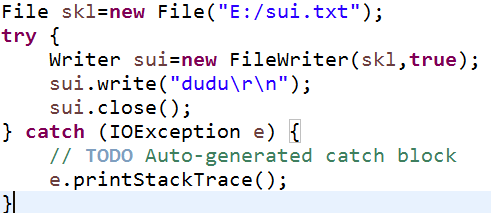 File skl=new File("E:/sui.txt");
try {
    Writer sui=new FileWriter(skl,true);
    sui.write("dudu\r\n");
    sui.close();
} catch (IOException e) {
    // TODO Auto-generated catch block
    e.printStackTrace();
}